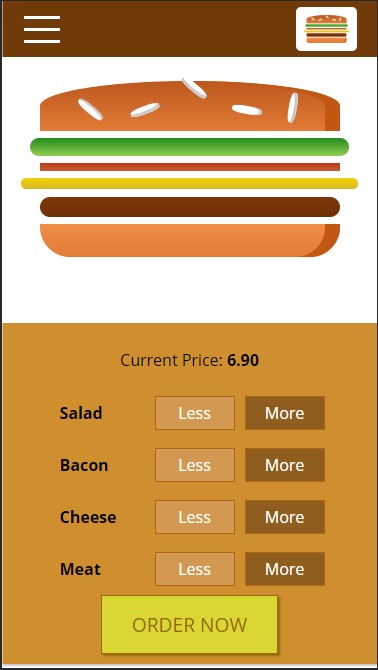 Current Price: 6.90
Salad Less More
Bacon Less More
Cheese Less More
Meat Less More
ORDER NOW